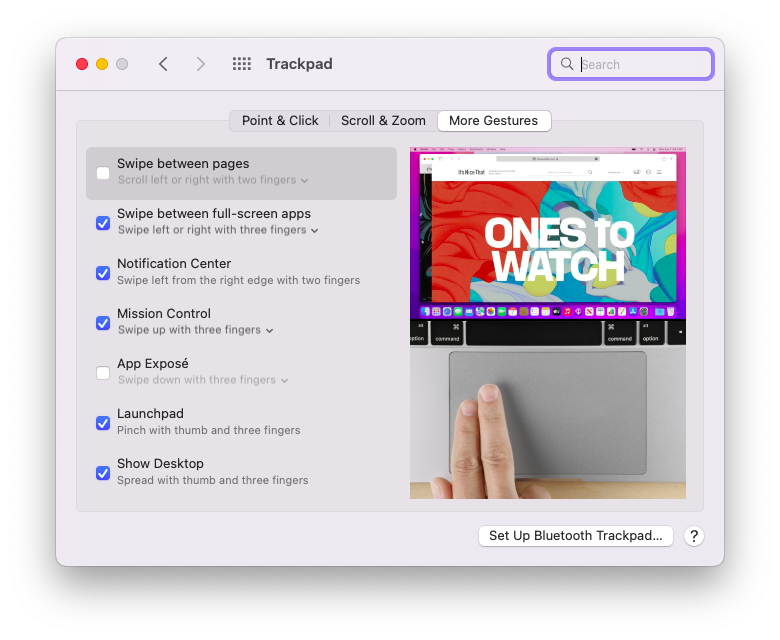 Trackpad
Search
Point & Click
Scroll & Zoom
More Gestures
Swipe between pages
Scroll left or right with two fingers
Swipe between full-screen apps
Swipe left or right with three fingers
Notification Center
Swipe left from the right edge with two fingers
Mission Control
Swipe up with three fingers
App Exposé
Swipe down with three fingers
Launchpad
Pinch with thumb and three fingers
Show Desktop
Spread with thumb and three fingers
It's Nice That
ONES to
WATCH
⌘
command
⌘
command
option
Set Up Bluetooth Trackpad...
?